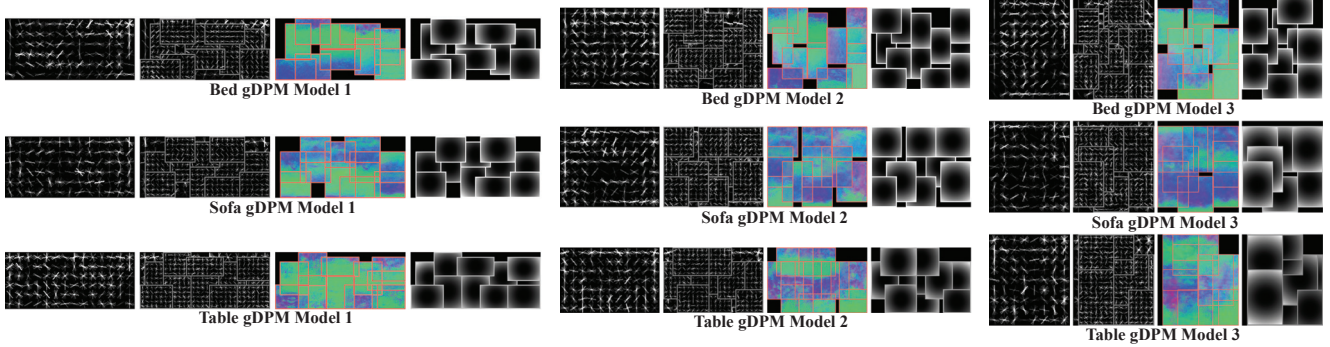 Bed gDPM Model 1
Bed gDPM Model 2
Bed gDPM Model 3
Sofa gDPM Model 1
Sofa gDPM Model 2
Sofa gDPM Model 3
Table gDPM Model 1
Table gDPM Model 2
Table gDPM Model 3